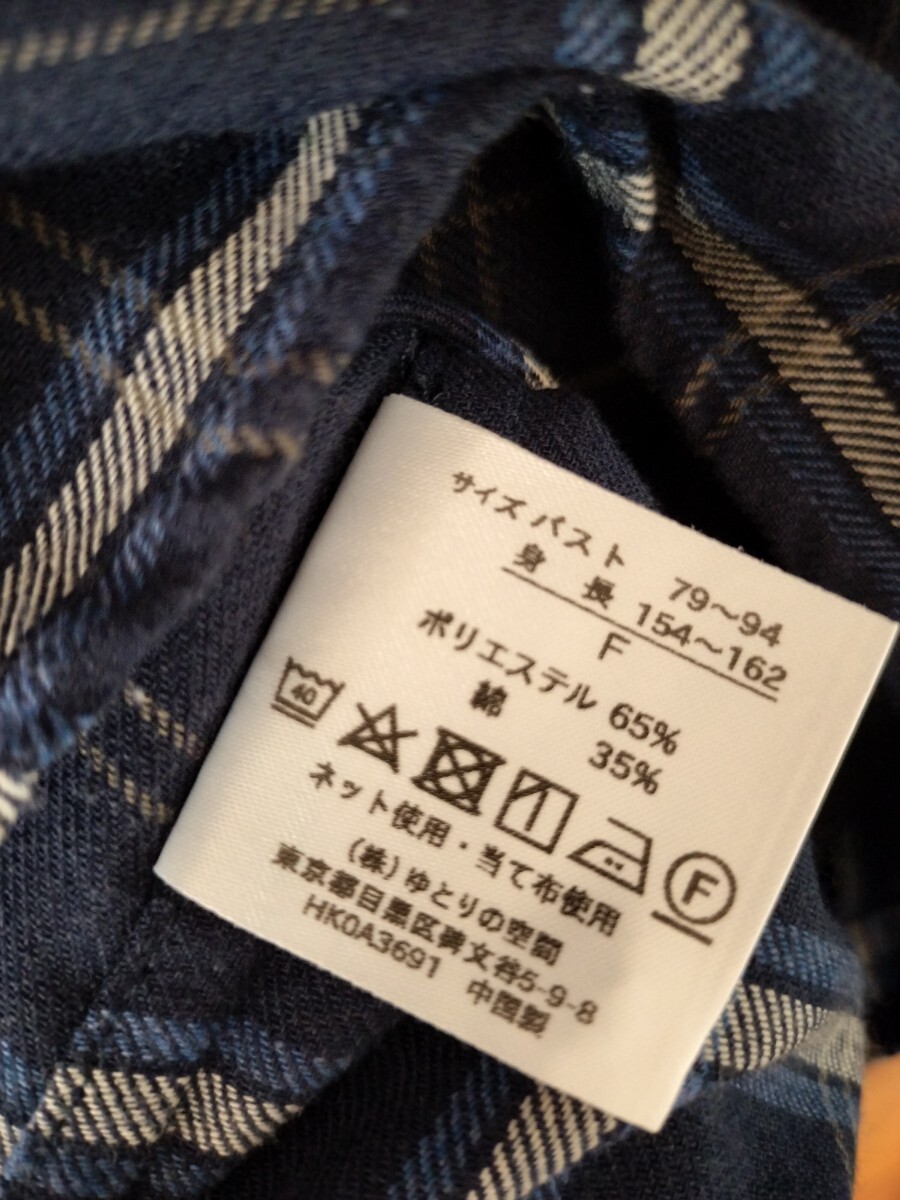 サイズ バスト 79～94
身 長 154～162
F
ポリエステル 65%
綿 35%
40
F
ネット使用・当て布使用
(株)ゆとりの空間
東京都目黒区碑文谷5-9-8
HK0A3691 中国製